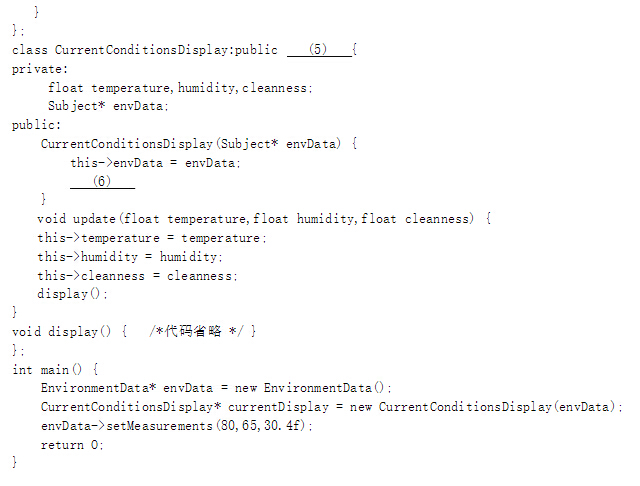 }
};
class CurrentConditionsDisplay:public (5) {
private:
float temperature,humidity,cleanness;
Subject* envData;
public:
CurrentConditionsDisplay(Subject* envData) {
this->envData = envData;
(6)
}
void update(float temperature,float humidity,float cleanness) {
this->temperature = temperature;
this->humidity = humidity;
this->cleanness = cleanness;
display();
}
void display() { /*代码省略 */ }
};
int main() {
EnvironmentData* envData = new EnvironmentData();
CurrentConditionsDisplay* currentDisplay = new CurrentConditionsDisplay(envData);
envData->setMeasurements(80,65,30.4f);
return 0;
}